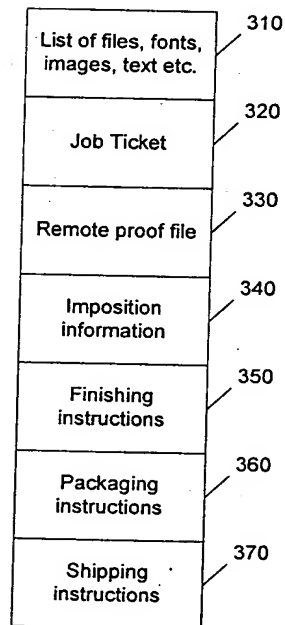 List of files, fonts,
images, text etc.
310
Job Ticket
320
Remote proof file
330
Imposition
information
340
Finishing
instructions
350
Packaging
instructions
360
Shipping
instructions
370